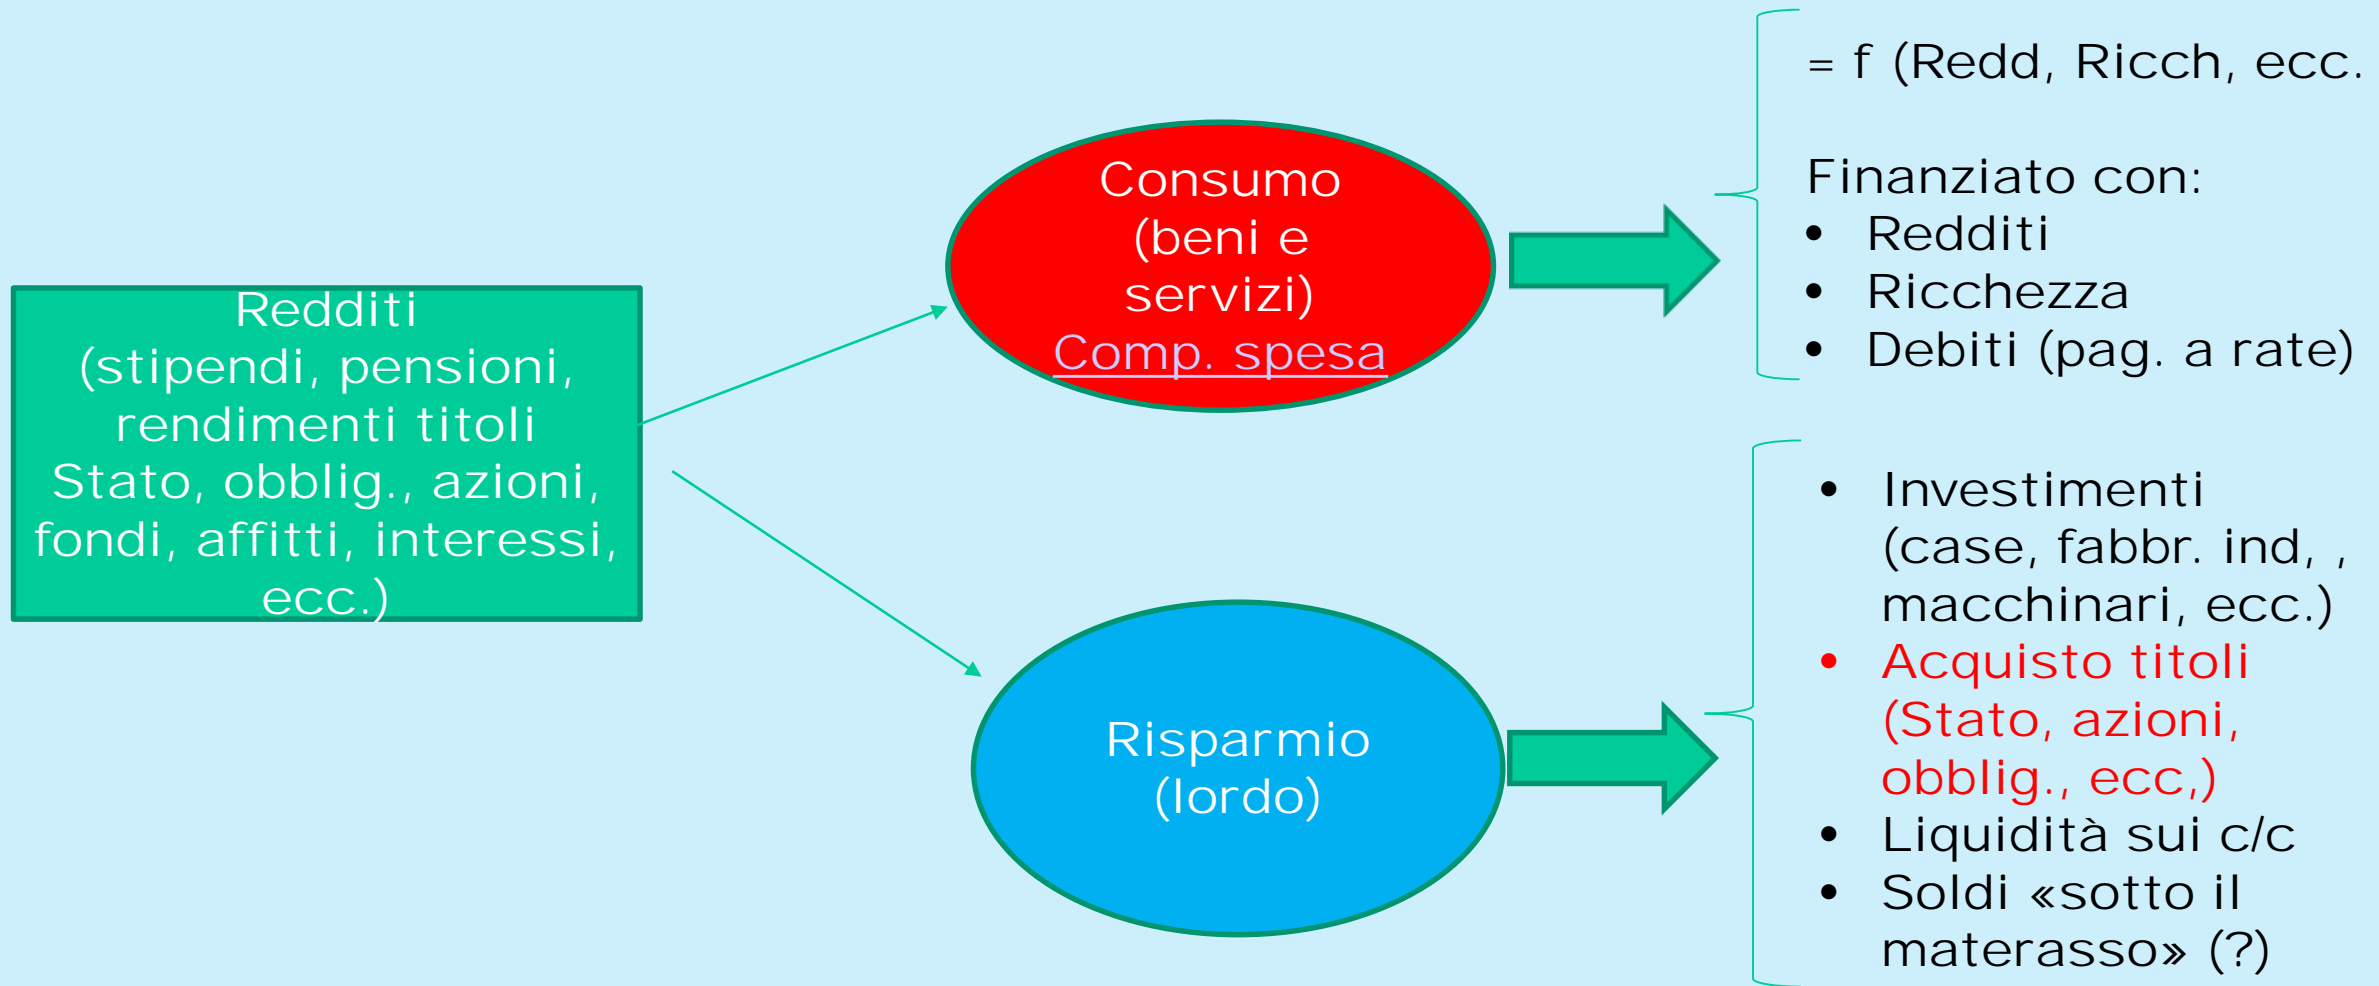 Redditi
(stipendi, pensioni,
rendimenti titoli
Stato, obblig., azioni,
fondi, affitti, interessi,
ecc.)
Consumo
(beni e
servizi)
Comp. spesa
= f (Redd, Ricch, ecc.
Finanziato con:
• Redditi
• Ricchezza
• Debiti (pag. a rate)
Risparmio
(lordo)
• Investimenti
(case, fabbr. ind, ,
macchinari, ecc.)
• Acquisto titoli
(Stato, azioni,
obblig., ecc,)
• Liquidità sui c/c
• Soldi «sotto il
materasso» (?)